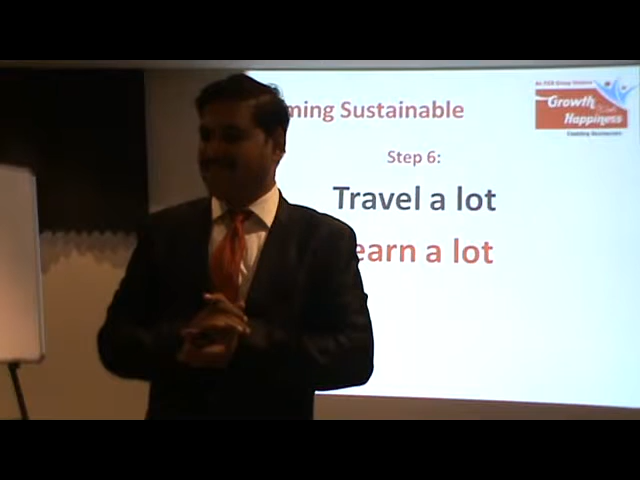 ming Sustainable
Growth
Happiness
Step 6:
Travel a lot
earn a lot